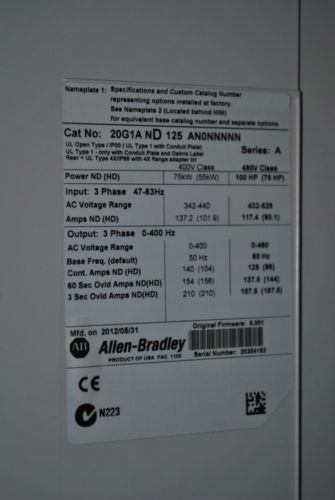 Nameplate 1: Specifications and Custom Catalog Number
representing options installed at factory.
See Nameplate 2 (Located behind HIM)
for equivalent base catalog number and separate options
Cat No: 20G1A ND 125 AN0NNNNN
UL Open Type / IP00 ( UL Type 1 with Conduit Plate)
UL Type 1 - only with Conduit Plate and Debris Label
Series: A
Rear = UL Type 4X/IP66 with 4X flange adapter kit
400V Class 480V Class
Power ND (HD) 75kW (55kW) 100 HP (75 HP)
Input: 3 Phase 47-63Hz
AC Voltage Range 342-440 432-528
Amps ND (HD) 137.2 (101.9) 117.4 (90.1)
Output: 3 Phase 0-400 Hz
AC Voltage Range 0-400 0-460
Base Freq. (default) 50 Hz 60 Hz
Cont. Amps ND (HD) 140 (104) 125 (96)
60 Sec Ovld Amps ND(HD) 154 (156) 137.5 (144)
3 Sec Ovld Amps ND(HD) 210 (210) 187.5 (187.5)
Mfd. on 2012/05/31
Original Firmware: 5.001
AB Allen-Bradley
PRODUCT OF USA FAC 1100
Serial Number: 20354183
CE
N223